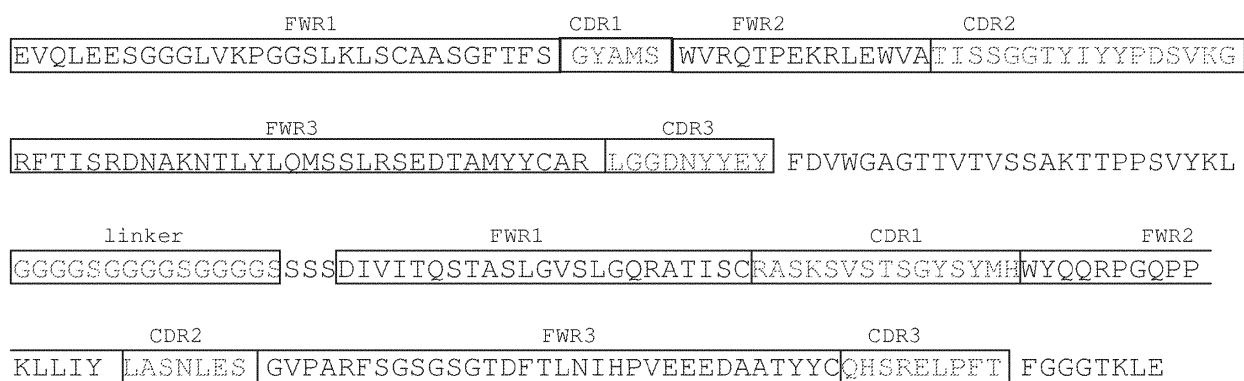 FWR1 CDR1 FWR2 CDR2
EVQLEESGGGLVKPGGSLKLSCAASGFTFS GYAMS WVRQTPEKRLEWVA TISSGGTYIYYPDSVKG
FWR3 CDR3
RFTISRDNAKNTLYLQMSSLRSEDTAMYYCAR LGGDNYYEY FDVWGAGTTVTVSSAKTTPPSVYKL
linker FWR1 CDR1 FWR2
GGGGSGGGGSGGGGS SSS DIVITQSTASLGVSLGQRATISC RASKSVSTSGYSYMH WYQQRPGQPP
CDR2 FWR3 CDR3
KLLIY LASNLES GVPARFSGSGSGTDFTLNIHPVEEEDAATYYC QHSRELPFT FGGGTKLE